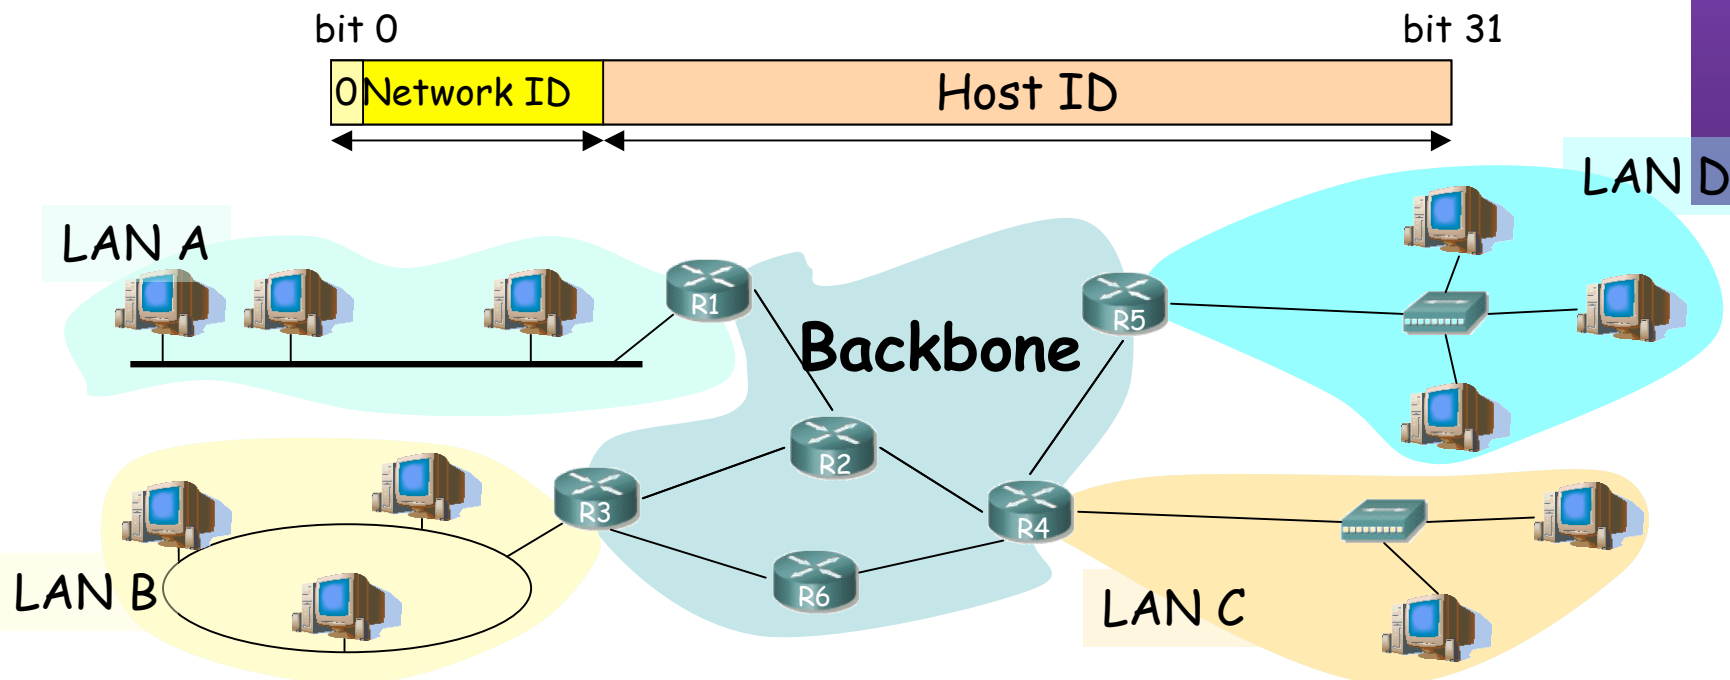 bit 0
bit 31
0 Network ID
Host ID
LAN D
LAN A
R1
R5
Backbone
R2
R3
R4
R6
LAN B
LAN C